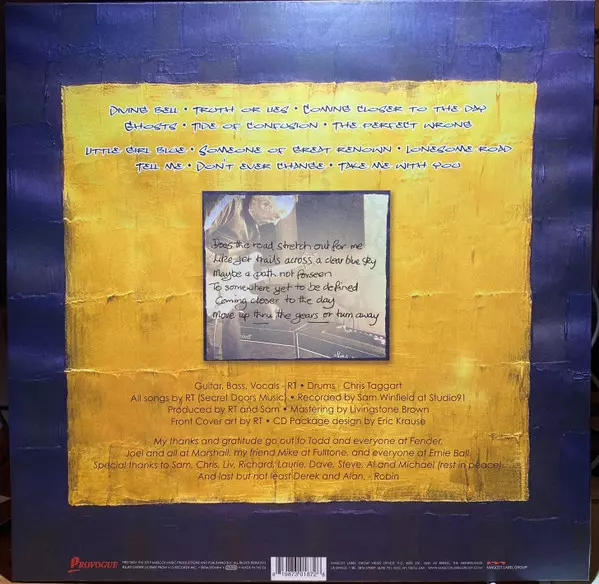 Diving Bell • Truth or Lies • Coming Closer to the Day
Ghosts • Tide of Confusion • The Perfect Wrong
Little Girl Blue • Someone of Great Renown • Lonesome Road
Tell Me • Don't Ever Change • Take Me With You
Does the road stretch out for me
Like jet trails across a clear blue sky
Maybe a path not forseen
To somewhere yet to be defined
Coming closer to the day
Move up thru the gears or turn away
Guitar, Bass, Vocals - RT • Drums - Chris Taggart
All songs by RT (Secret Doors Music) • Recorded by Sam Winfield at Studio91
Produced by RT and Sam • Mastering by Livingstone Brown
Front Cover art by RT • CD Package design by Eric Krause
My thanks and gratitude go out to Todd and everyone at Fender,
Joel and all at Marshall, my friend Mike at Fulltone, and everyone at Ernie Ball.
Special thanks to Sam, Chris, Liv, Richard, Laurie, Dave, Steve, Al and Michael (rest in peace).
And last but not least Derek and Alan. - Robin
PROVOGUE
8 19873 01872 6
MASCOT LABEL GROUP